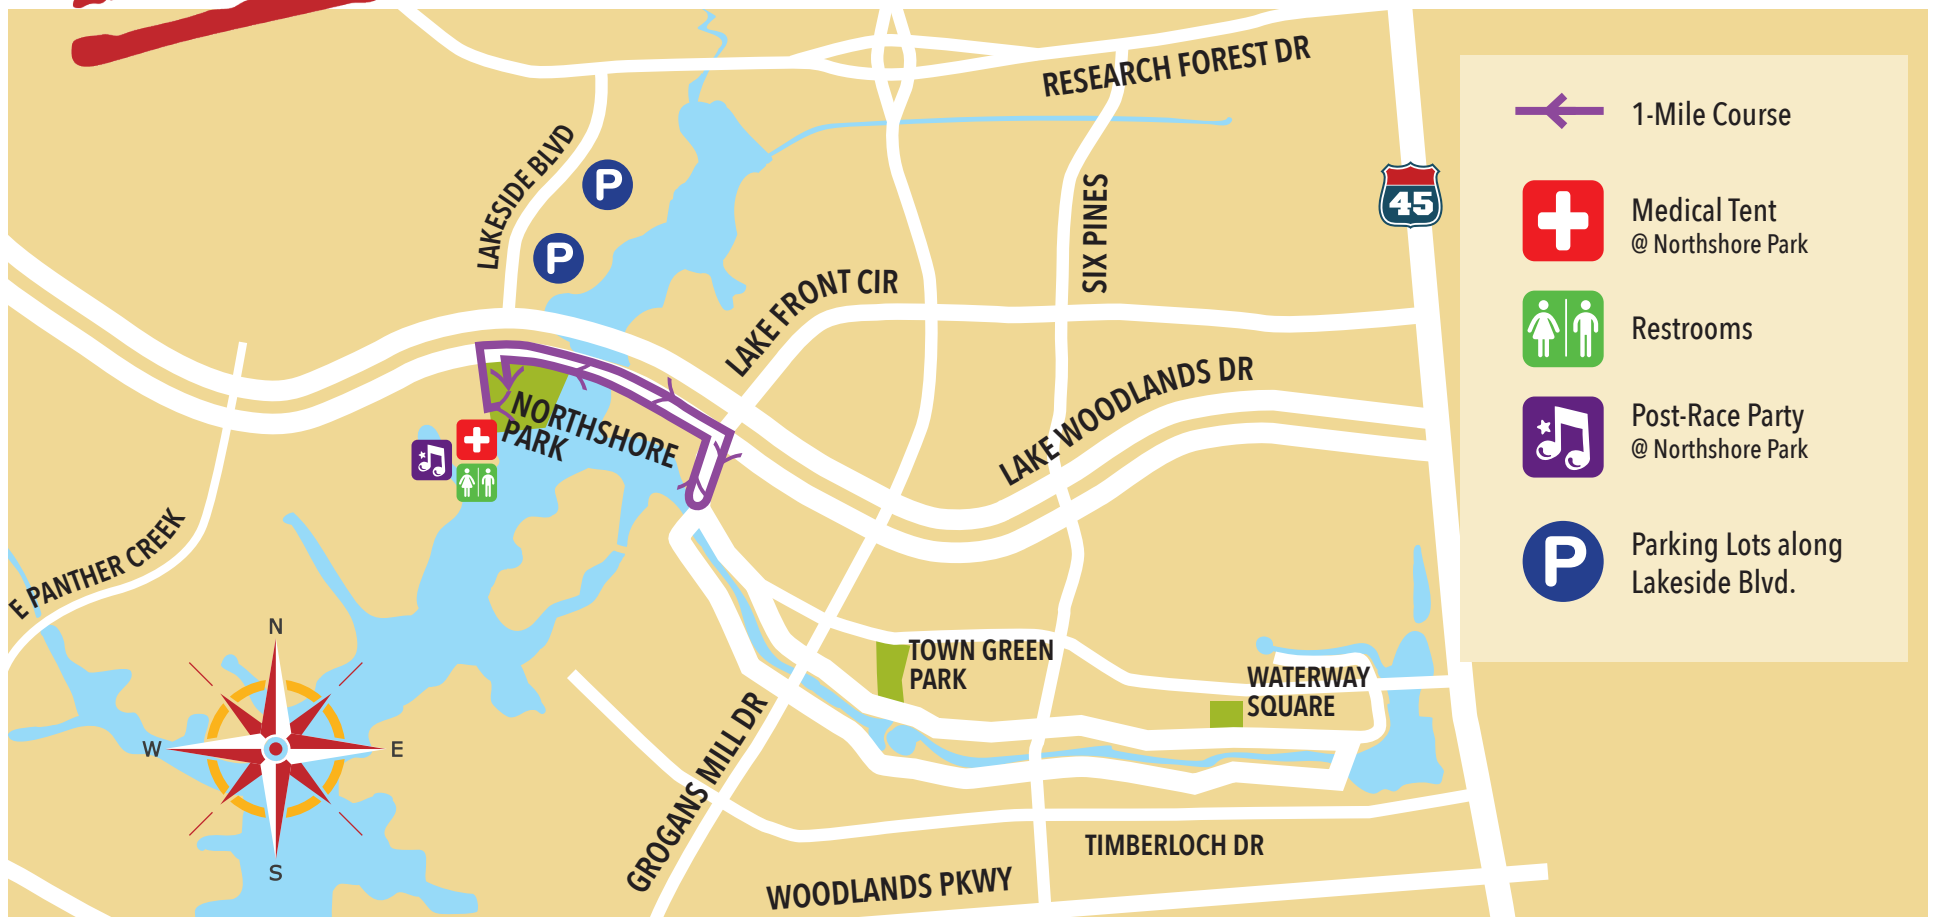 RESEARCH FOREST DR
LAKESIDE BLVD
P
P
SIX PINES
45
LAKE FRONT CIR
LAKE WOODLANDS DR
NORTHSHORE
PARK
E PANTHER CREEK
N
W
E
S
TOWN GREEN
PARK
WATERWAY
SQUARE
GROGANS MILL DR
TIMBERLOCH DR
WOODLANDS PKWY
1-Mile Course
Medical Tent
@ Northshore Park
Restrooms
Post-Race Party
@ Northshore Park
P
Parking Lots along
Lakeside Blvd.